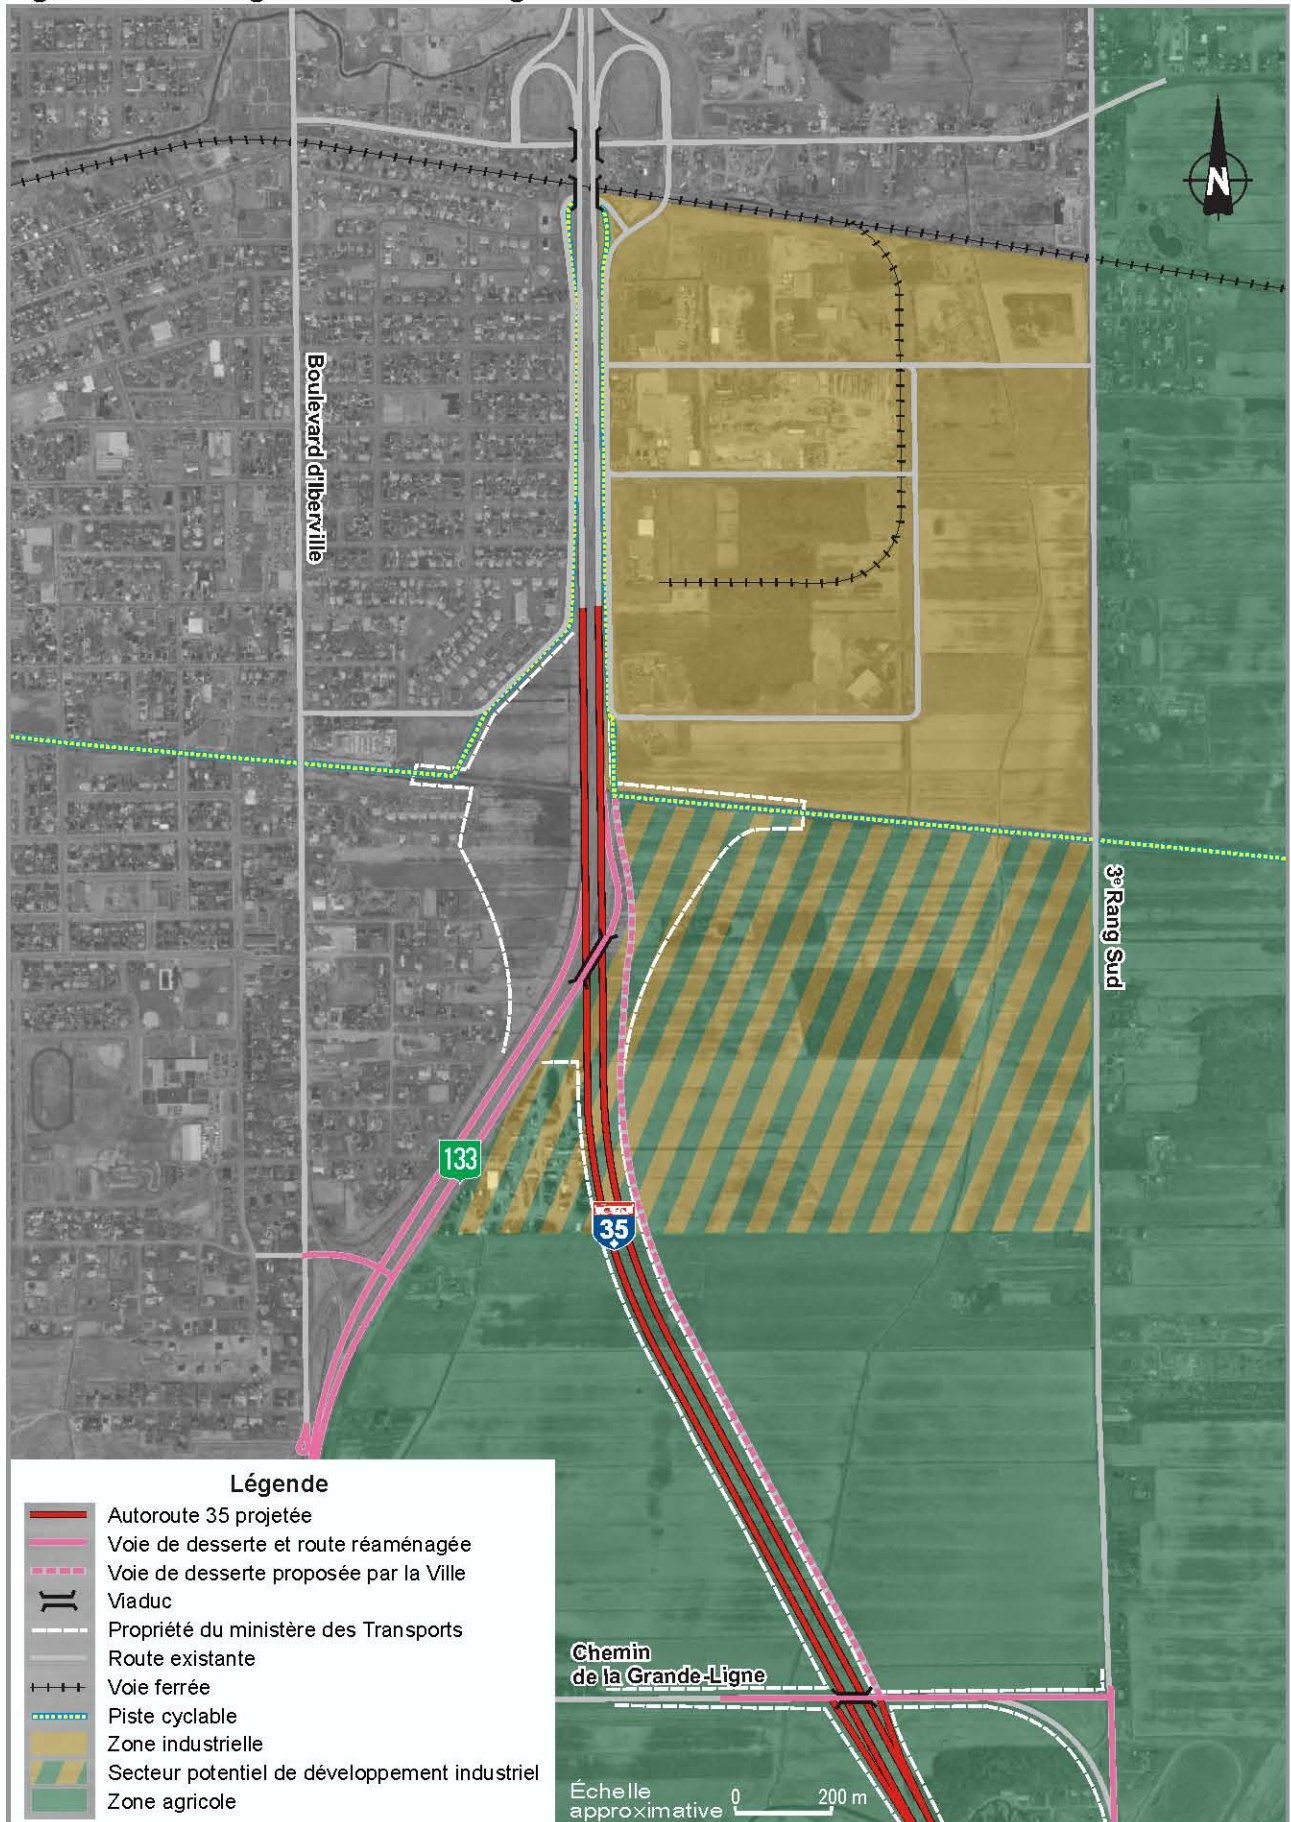 N
Boulevard d'Iberville
3e Rang Sud
133
35
Légende
Autoroute 35 projetée
Voie de desserte et route réaménagée
Voie de desserte proposée par la Ville
Viaduc
Propriété du ministère des Transports
Route existante
Voie ferrée
Piste cyclable
Zone industrielle
Secteur potentiel de développement industriel
Zone agricole
Chemin
de la Grande-Ligne
Échelle
approximative
0
200 m